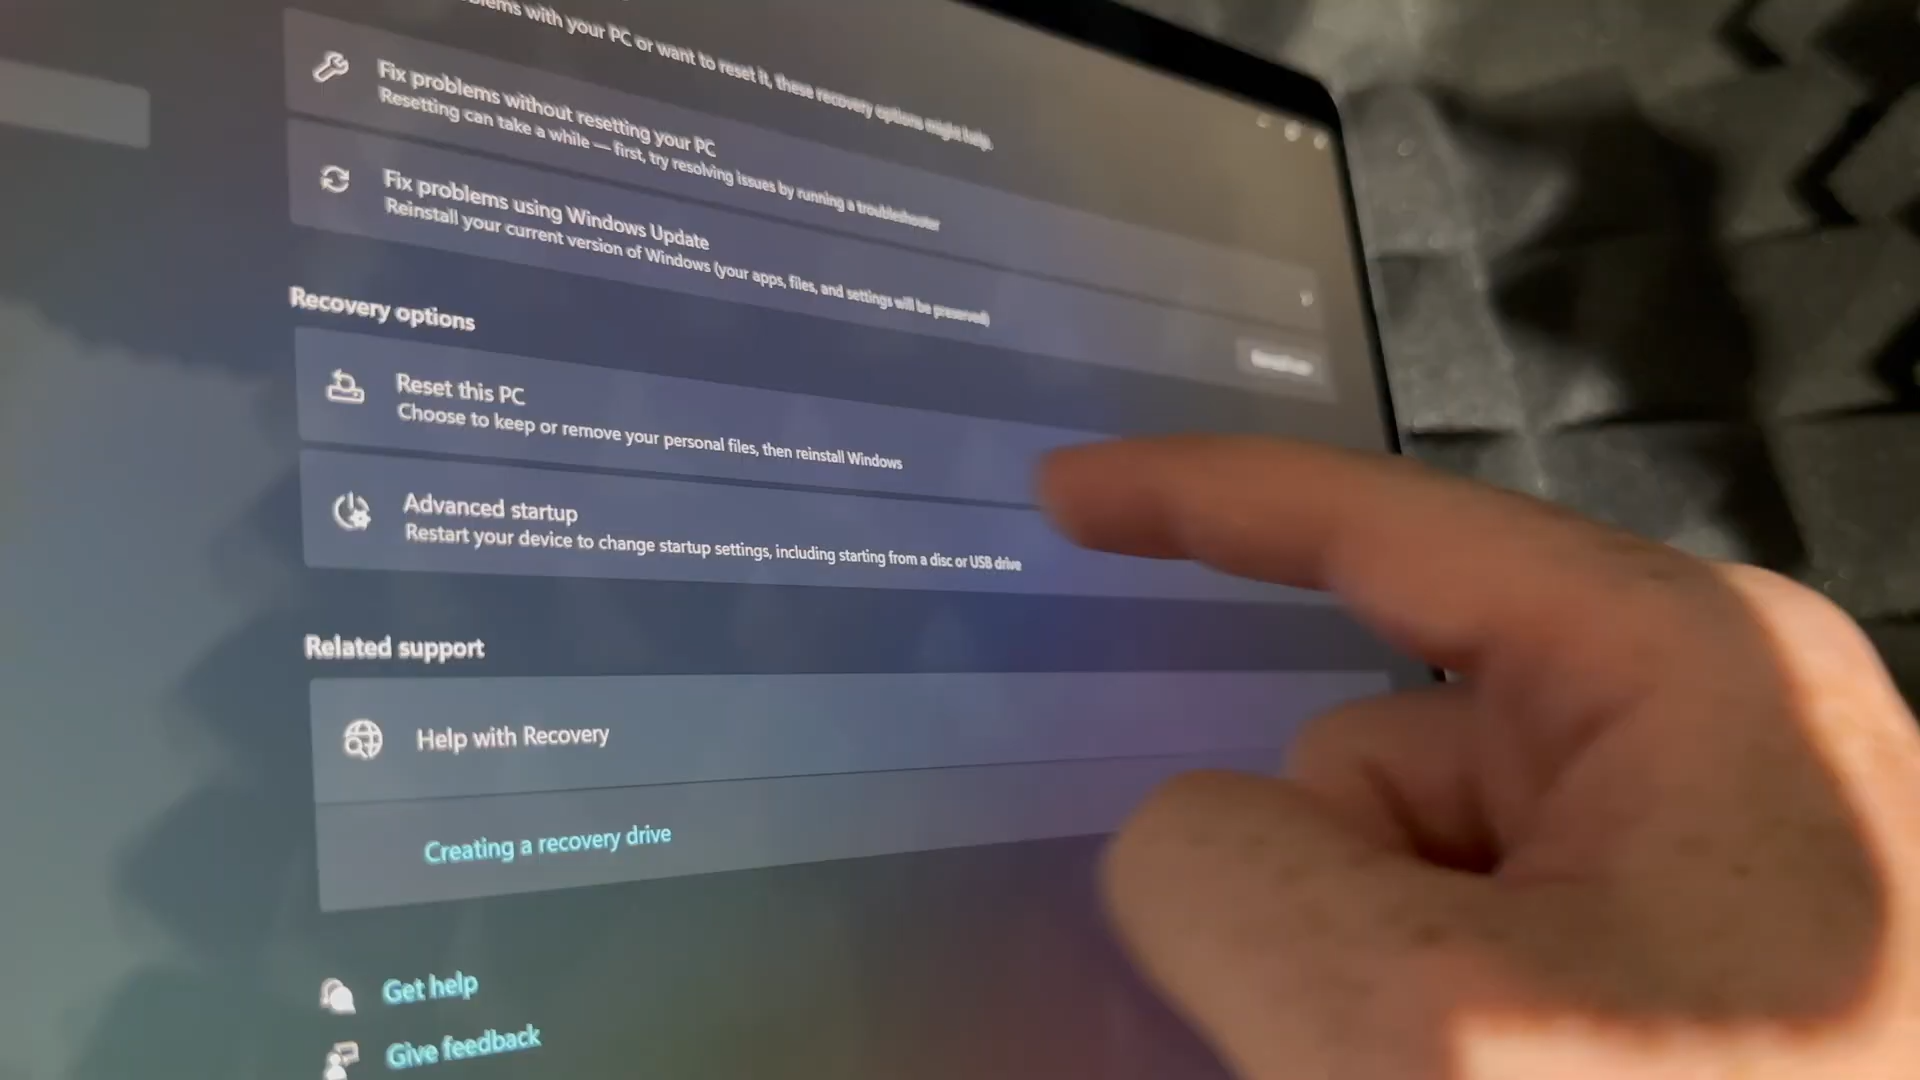 with your PC or want to reset it, these recovery options might help.
Fix problems without resetting your PC
Resetting can take a while — first, try resolving issues by running a troubleshooter
Fix problems using Windows Update
Reinstall your current version of Windows (your apps, files, and settings will be preserved)
Recovery options
Reset this PC
Choose to keep or remove your personal files, then reinstall Windows
Advanced startup
Restart your device to change startup settings, including starting from a disc or USB drive
Related support
Help with Recovery
Creating a recovery drive
Get help
Give feedback